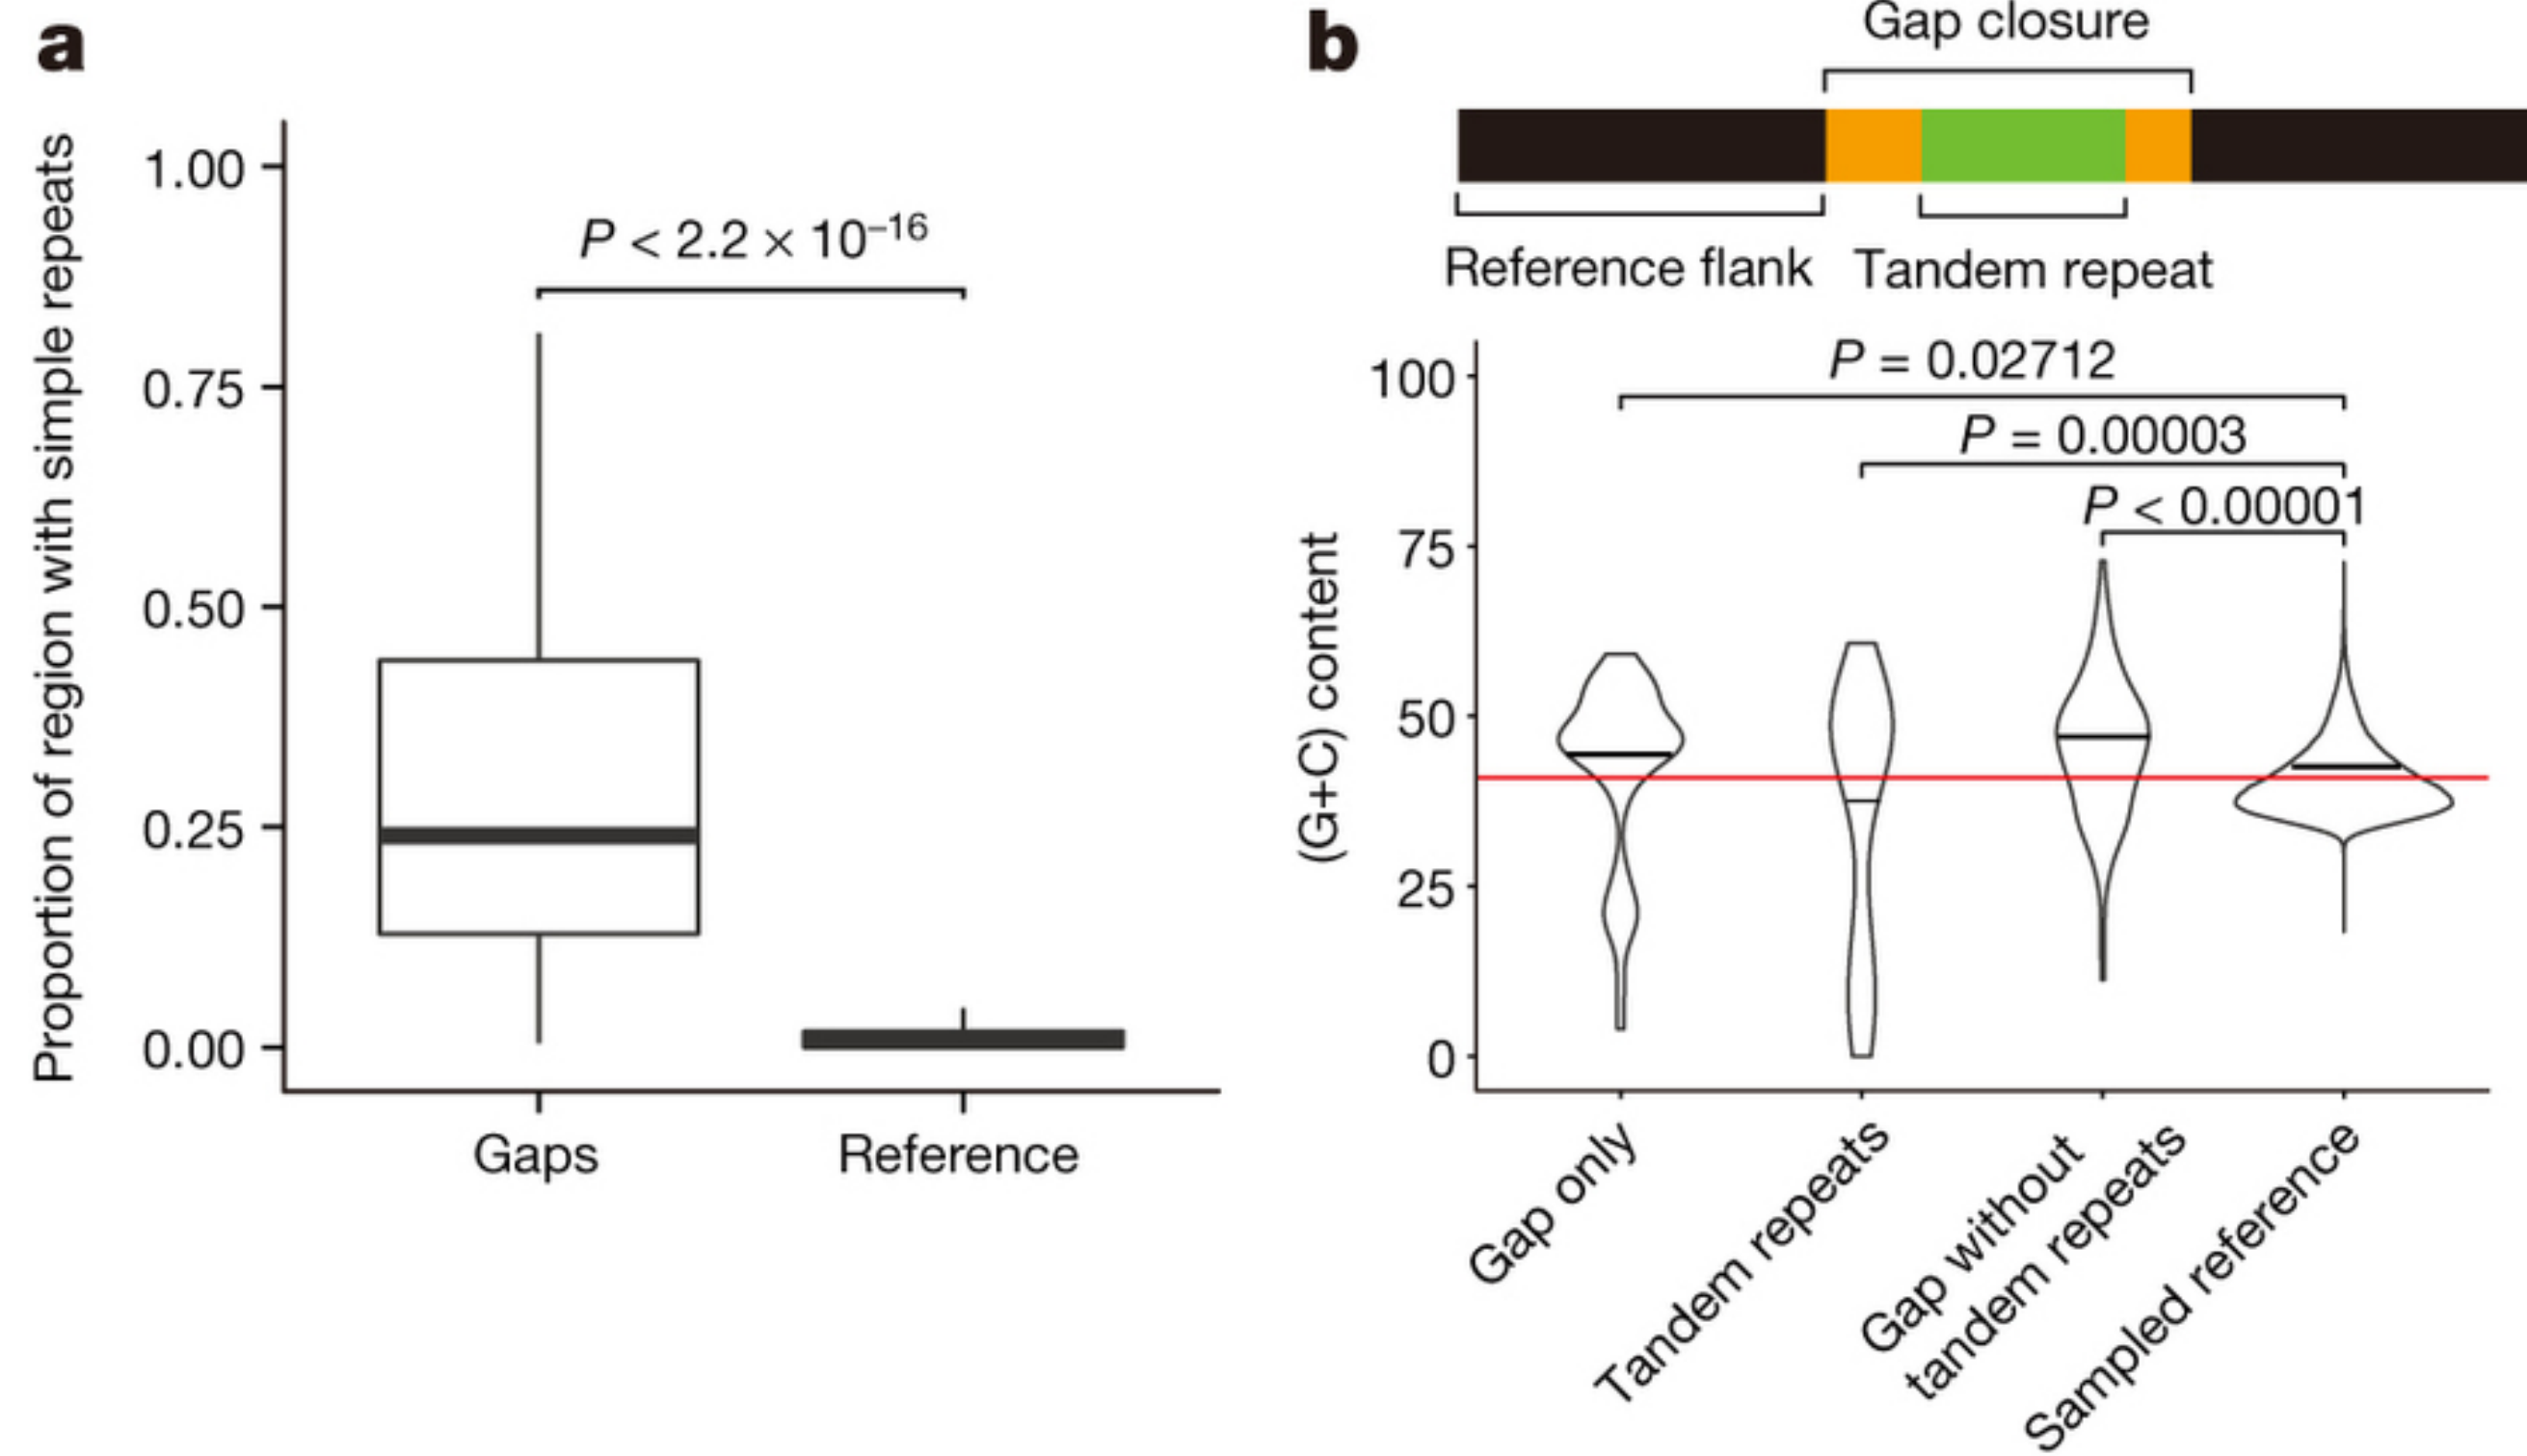 a
Proportion of region with simple repeats
1.00
0.75
0.50
0.25
0.00
P < 2.2 × 10⁻¹⁶
Gaps
Reference
b
Gap closure
Reference flank
Tandem repeat
(G+C) content
100
75
50
25
0
P = 0.02712
P = 0.00003
P < 0.00001
Gap only
Tandem repeats
Gap without
tandem repeats
Sampled reference